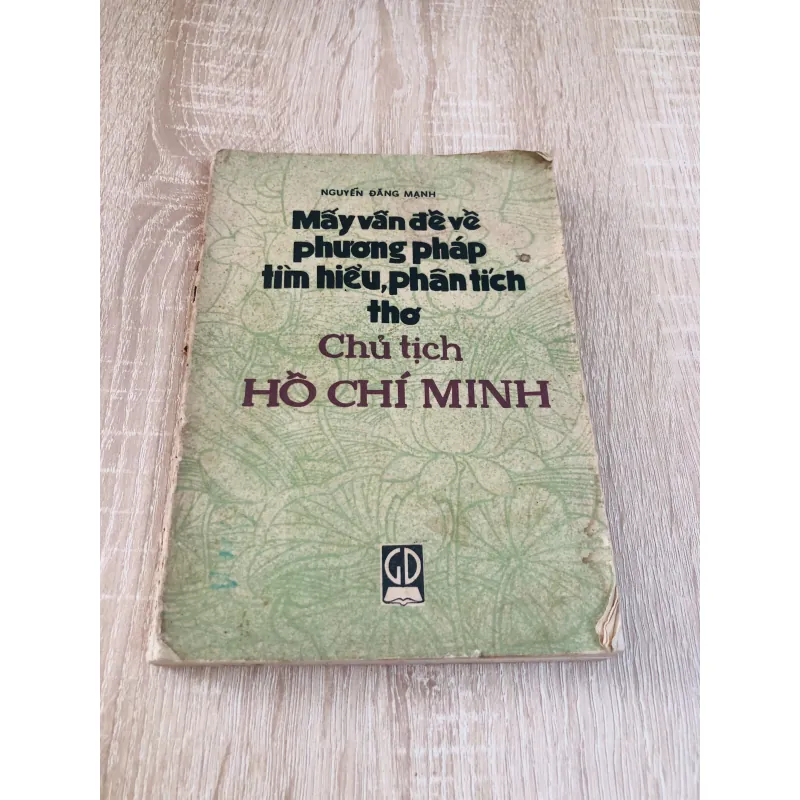 NGUYỄN ĐĂNG MẠNH
Mấy vấn đề về
phương pháp
tìm hiểu, phân tích
thơ
Chủ tịch
HỒ CHÍ MINH
GD